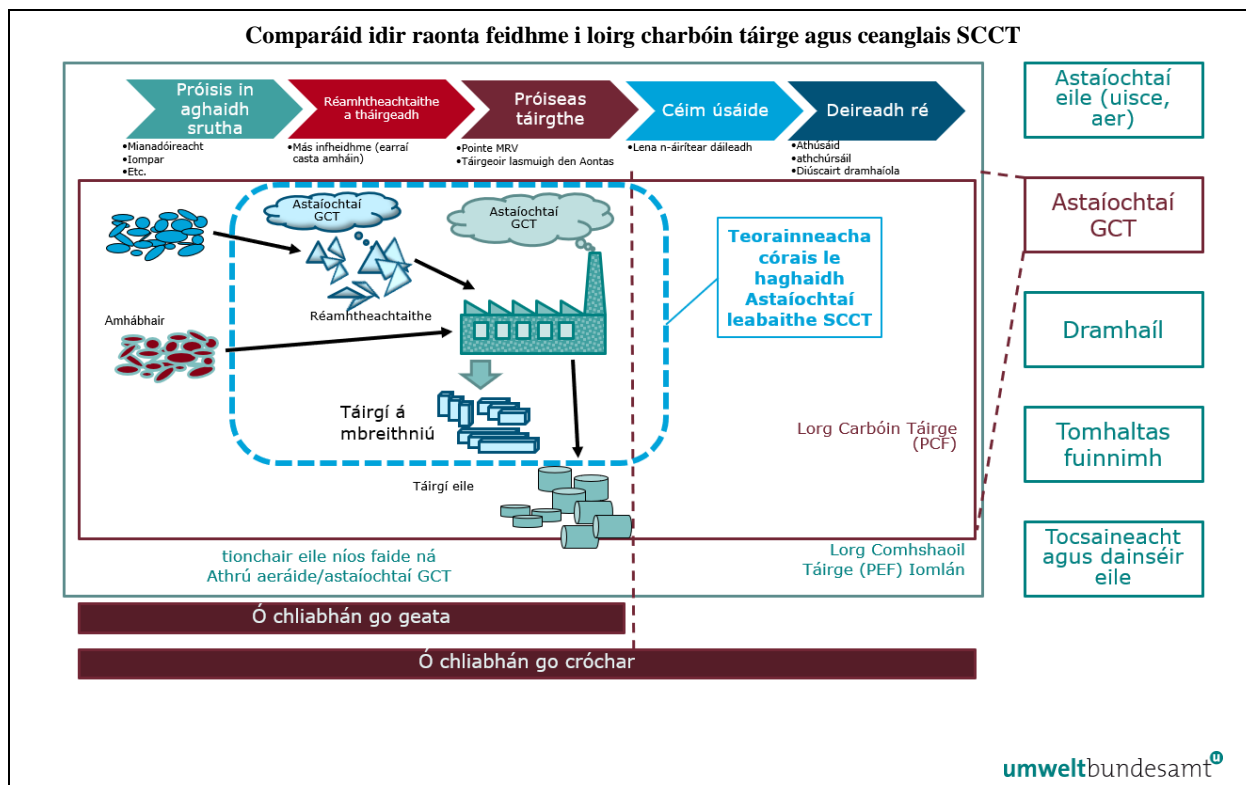 Comparáid idir raonta feidhme i loirg charbóin táirge agus ceanglais SCCT
Próisis in
aghaidh
srutha
Réamhtheachtaithe
a tháirgeadh
Próiseas
táirgthe
Céim úsáide
Deireadh ré
•Mianadóireacht
•Iompar
•Etc.
•Más infheidhme (earraí
casta amháin)
•Pointe MRV
•Táirgeoir lasmuigh den Aontas
•Lena n-áirítear dáileadh
•Athúsáid
•athchúrsáil
•Diúscairt dramhaíola
Astaíochtaí
GCT
Astaíochtaí
GCT
Réamhtheachtaithe
Amhábhair
Teorainneacha
córais le
haghaidh
Astaíochtaí
leabaithe SCCT
Táirgí á
mbreithniú
Táirgí eile
Lorg Carbóin Táirge
(PCF)
tionchair eile níos faide ná
Athrú aeráide/astaíochtaí GCT
Lorg Comhshaoil
Táirge (PEF) Iomlán
Ó chliabhán go geata
Ó chliabhán go cróchar
Astaíochtaí
eile (uisce,
aer)
Astaíochtaí
GCT
Dramhaíl
Tomhaltas
fuinnimh
Tocsaineacht
agus dainséir
eile
umweltbundesamt u